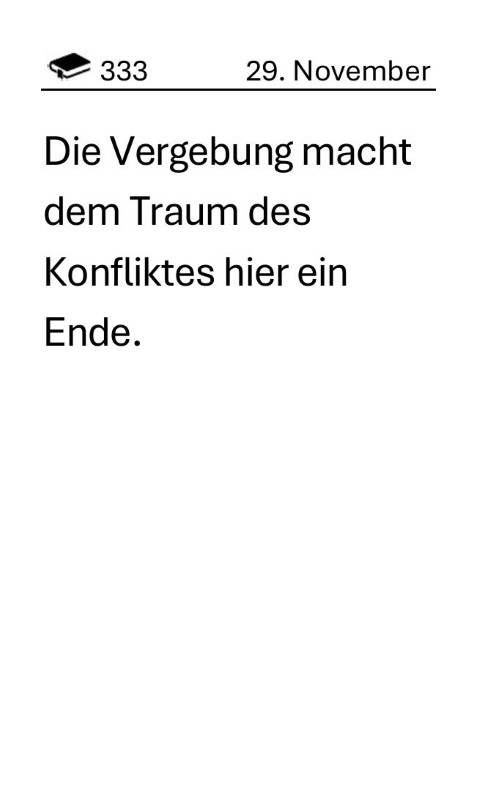 333 29. November
Die Vergebung macht
dem Traum des
Konfliktes hier ein
Ende.